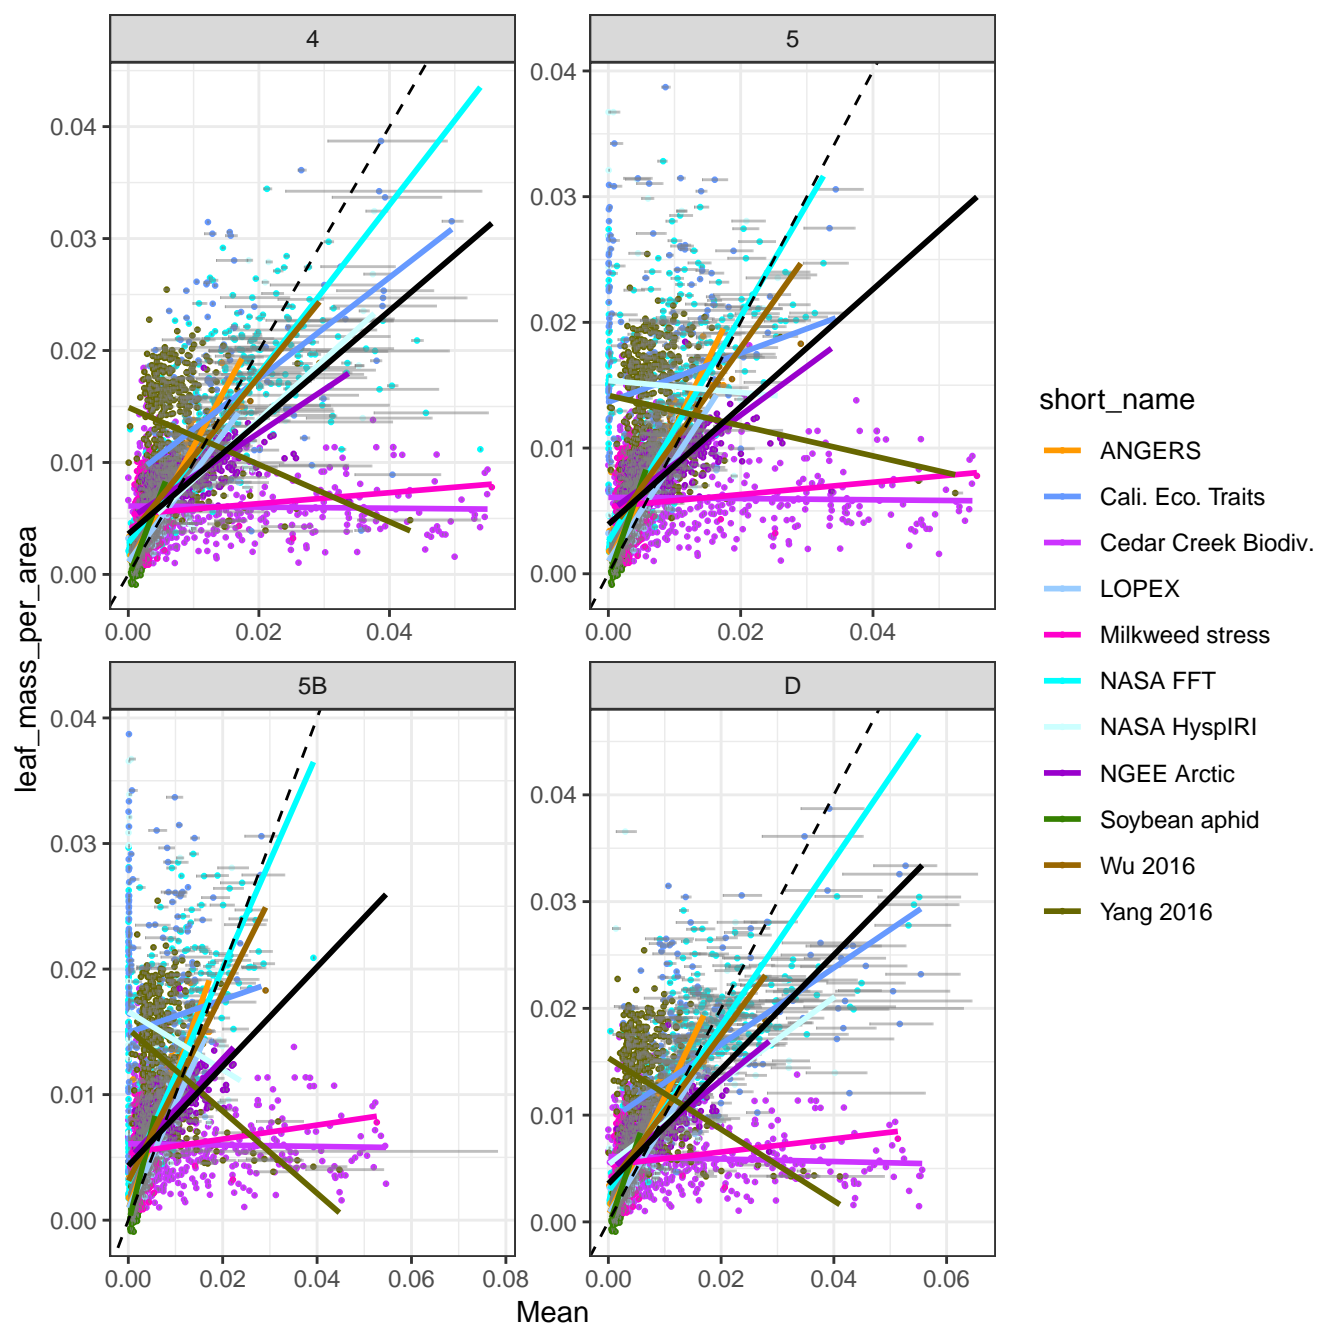 4
5
0.00
0.01
0.02
0.03
0.04
0.00
0.01
0.02
0.03
0.04
0.00
0.02
0.04
0.00
0.02
0.04
5B
D
0.00
0.01
0.02
0.03
0.04
0.00
0.01
0.02
0.03
0.04
0.00
0.02
0.04
0.06
0.08
0.00
0.02
0.04
0.06
Mean
leaf_mass_per_area
short_name
ANGERS
Cali. Eco. Traits
Cedar Creek Biodiv.
LOPEX
Milkweed stress
NASA FFT
NASA HyspIRI
NGEE Arctic
Soybean aphid
Wu 2016
Yang 2016